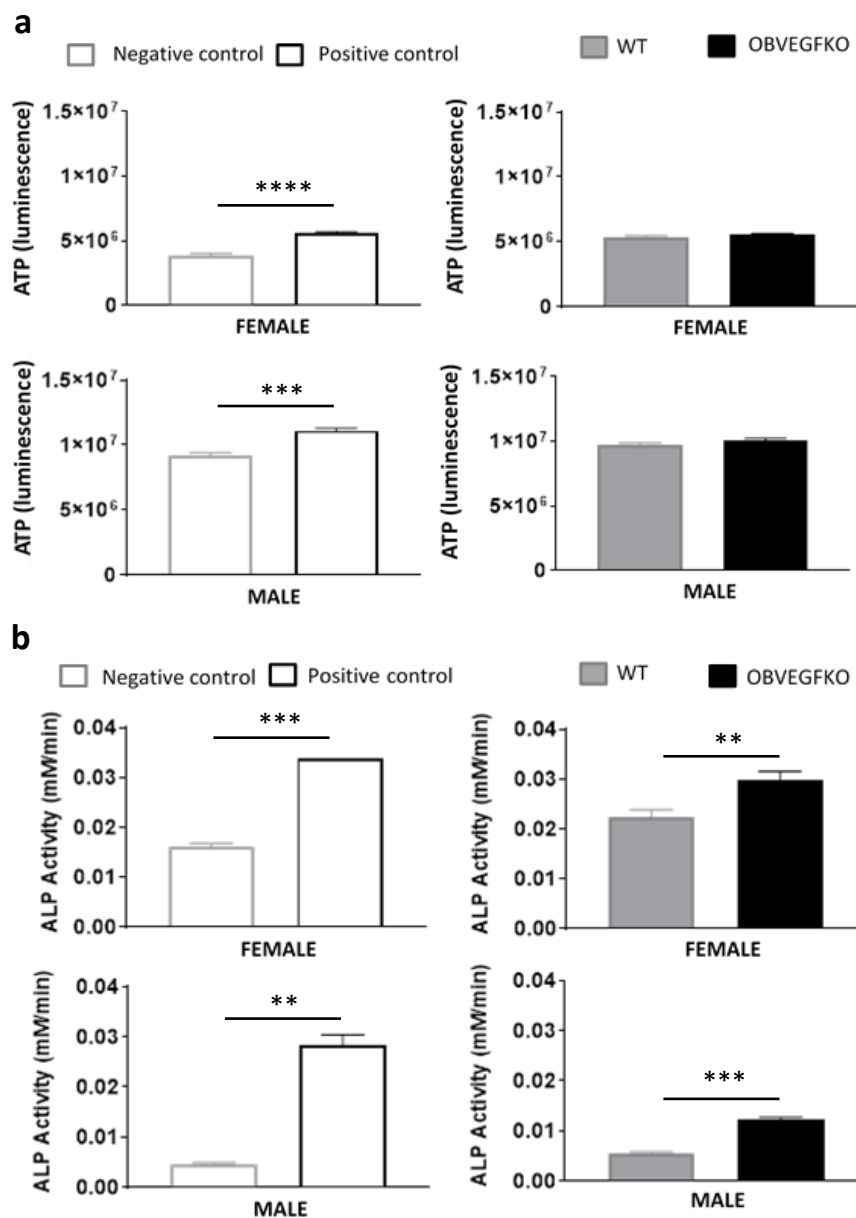 a
Negative control Positive control WT OBVEGFKO
ATP (luminescence)
1.5×10⁷
1×10⁷
5×10⁶
0
****
FEMALE
ATP (luminescence)
1.5×10⁷
1×10⁷
5×10⁶
0
FEMALE
ATP (luminescence)
1.5×10⁷
1×10⁷
5×10⁶
0
***
MALE
ATP (luminescence)
1.5×10⁷
1×10⁷
5×10⁶
0
MALE
b
Negative control Positive control WT OBVEGFKO
ALP Activity (mM/min)
0.04
0.03
0.02
0.01
0.00
***
FEMALE
ALP Activity (mM/min)
0.04
0.03
0.02
0.01
0.00
**
FEMALE
ALP Activity (mM/min)
0.04
0.03
0.02
0.01
0.00
**
MALE
ALP Activity (mM/min)
0.04
0.03
0.02
0.01
0.00
***
MALE